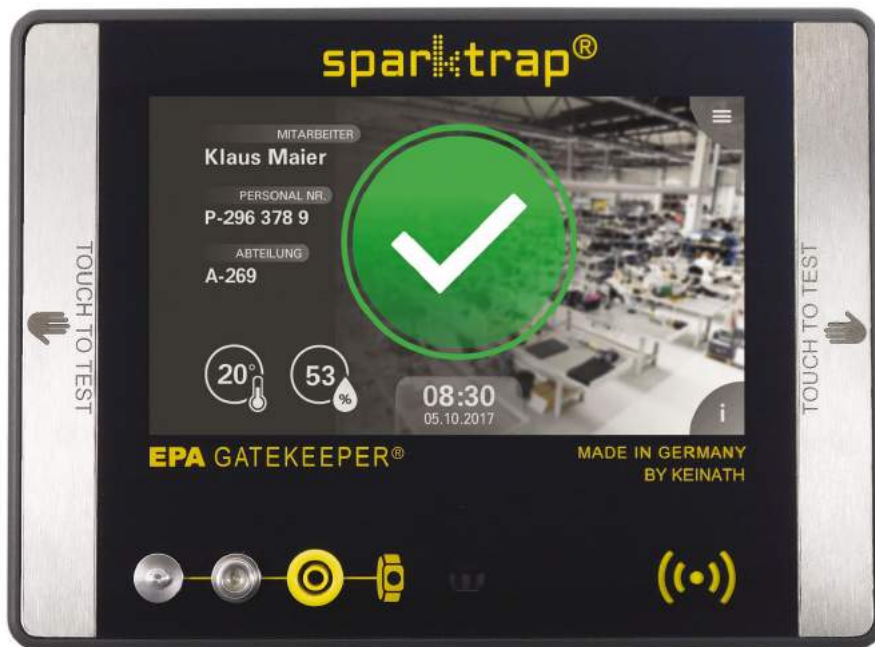 sparktrap®
MITARBEITER
Klaus Maier
PERSONAL NR.
P-296 378 9
ABTEILUNG
A-269
20°
53
%
08:30
05.10.2017
i
TOUCH TO TEST
TOUCH TO TEST
EPA GATEKEEPER®
MADE IN GERMANY
BY KEINATH